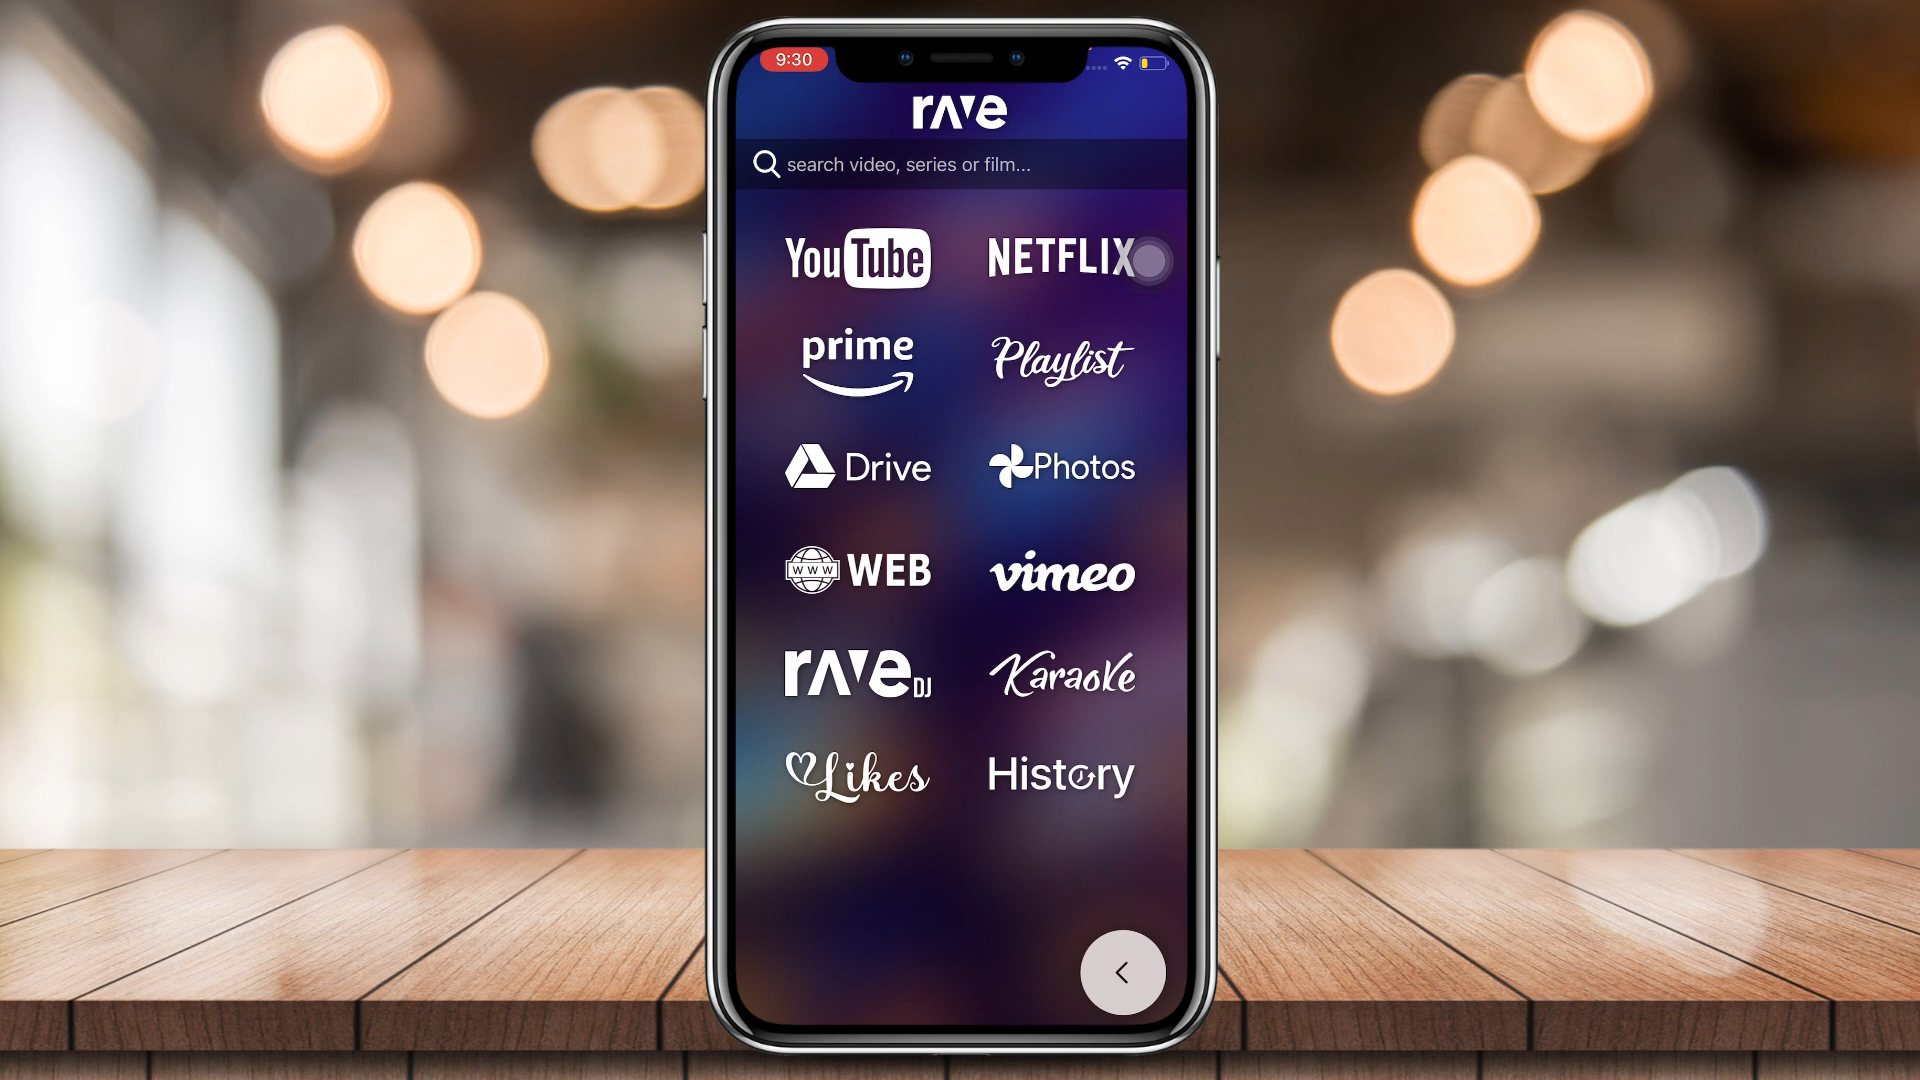 9:30
rave
search video, series or film...
YouTube NETFLIX
prime Playlist
Drive Photos
WWW WEB vimeo
rave DJ Karaoke
Likes History